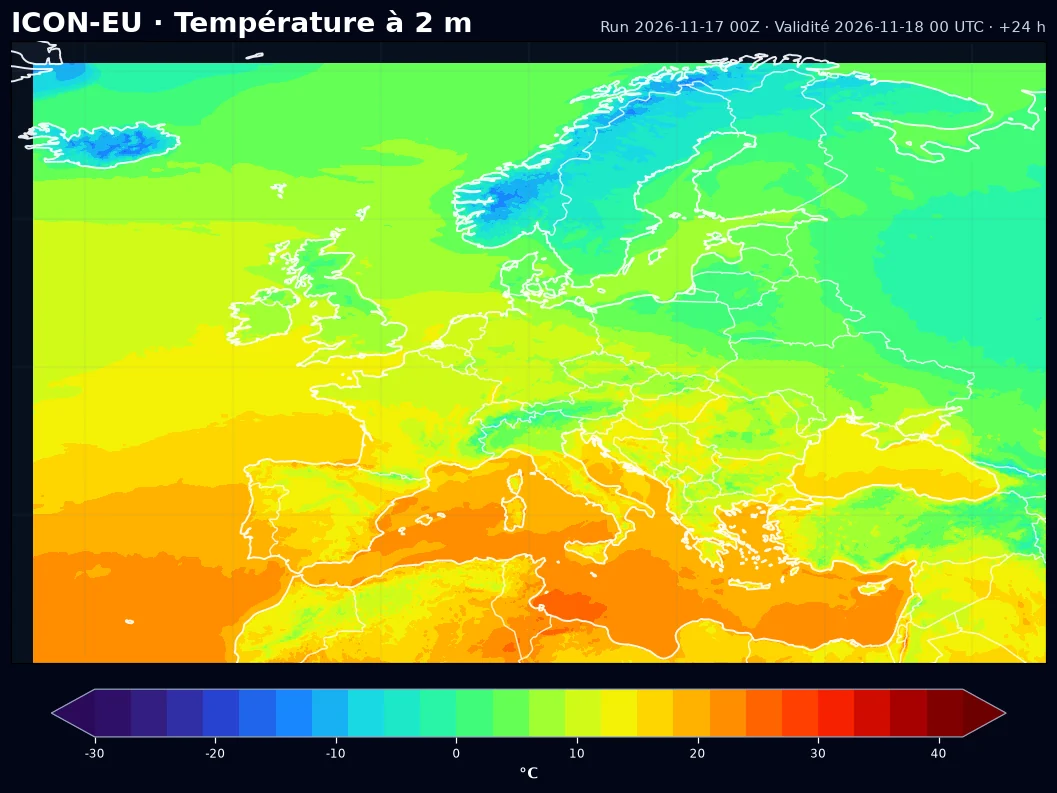 ICON-EU · Température à 2 m
Run 2026-11-17 00Z · Validité 2026-11-18 00 UTC · +24 h
-30 -20 -10 0 10 20 30 40
°C